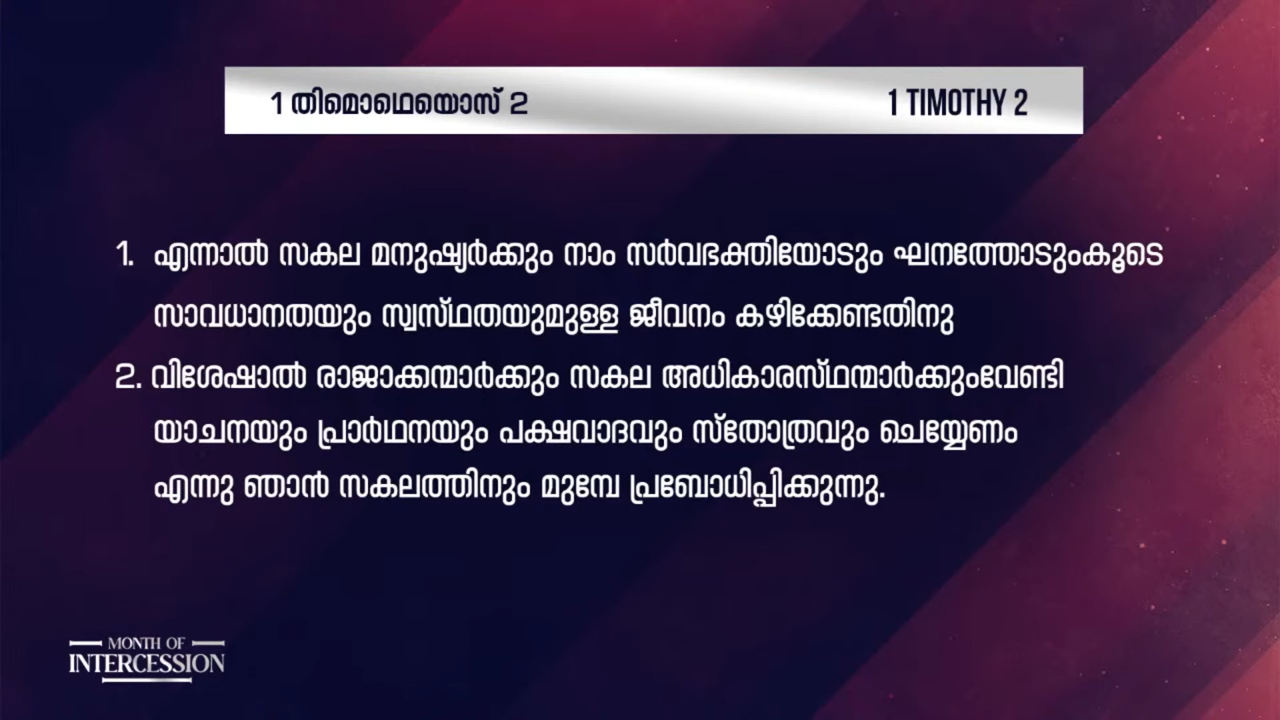 1 തിമൊഥെയൊസ് 2
1 TIMOTHY 2
1. എന്നാൽ സകല മനുഷ്യർക്കും നാം സർവഭക്തിയോടും ഘനത്തോടുംകൂടെ
സാവധാനതയും സ്വസ്ഥതയുമുള്ള ജീവനം കഴിക്കേണ്ടതിനു
2. വിശേഷാൽ രാജാക്കന്മാർക്കും സകല അധികാരസ്ഥന്മാർക്കുംവേണ്ടി
യാചനയും പ്രാർഥനയും പക്ഷവാദവും സ്തോത്രവും ചെയ്യേണം
എന്നു ഞാൻ സകലത്തിനും മുമ്പേ പ്രബോധിപ്പിക്കുന്നു.
MONTH OF
INTERCESSION